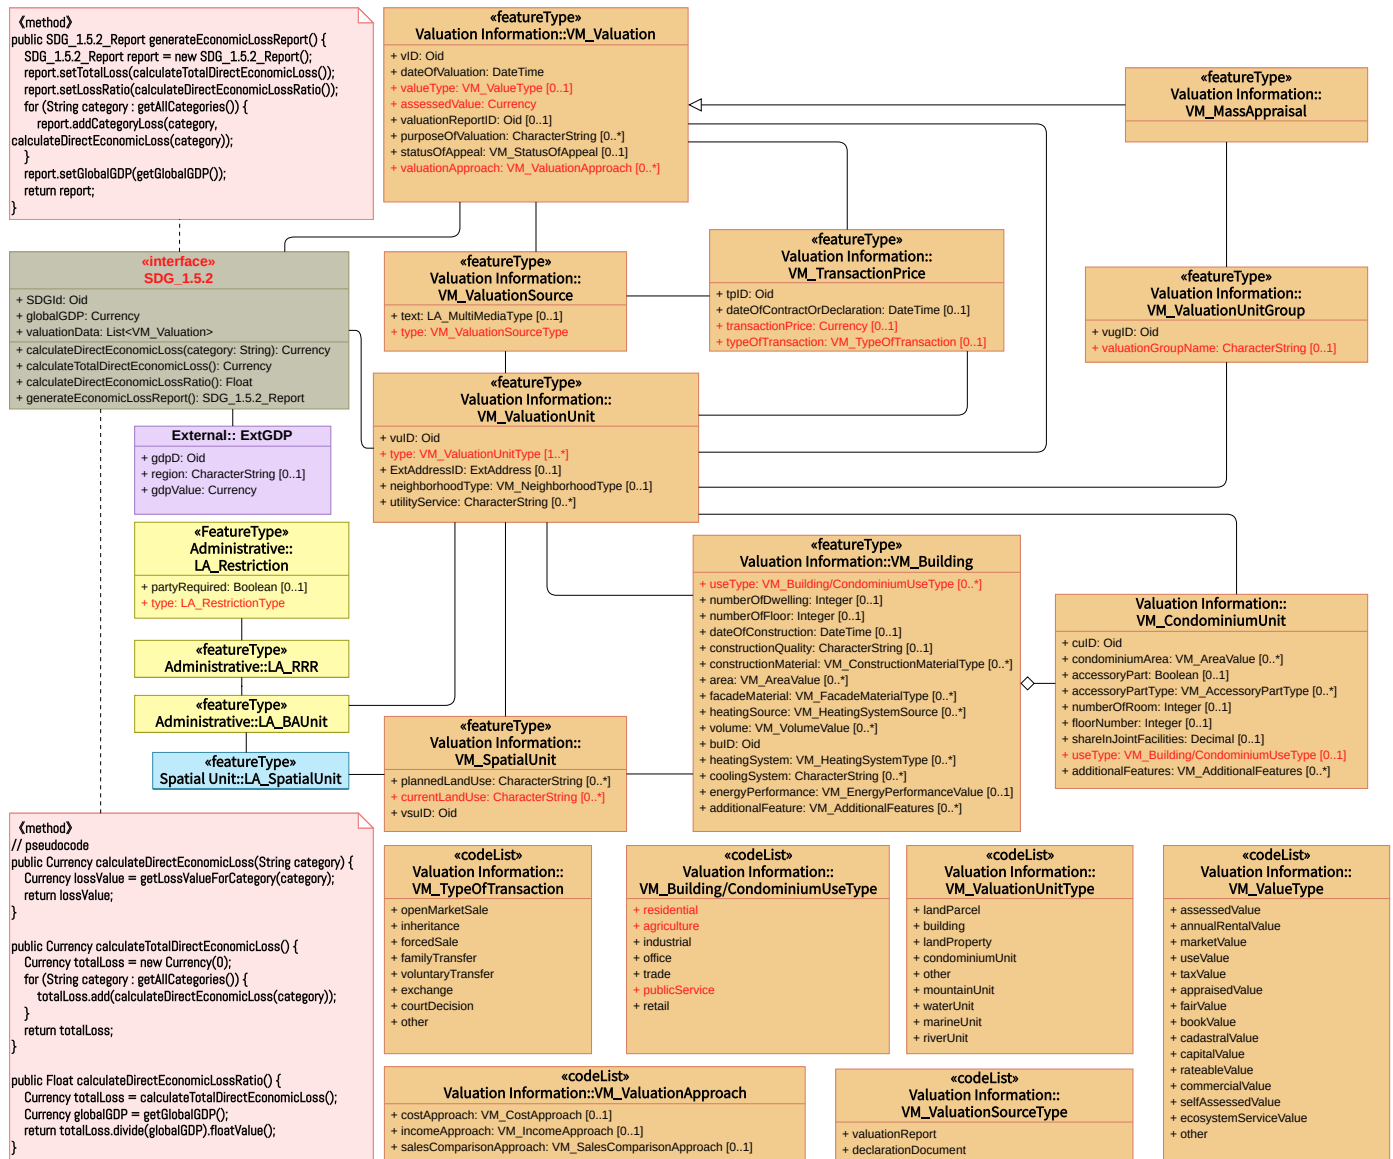 《method》
public SDG_1.5.2_Report generateEconomicLossReport() {
SDG_1.5.2_Report report = new SDG_1.5.2_Report();
report.setTotalLoss(calculateTotalDirectEconomicLoss());
report.setLossRatio(calculateDirectEconomicLossRatio());
for (String category : getAllCategories()) {
report.addCategoryLoss(category,
calculateDirectEconomicLoss(category));
}
report.setGlobalGDP(getGlobalGDP());
return report;
}
«featureType»
Valuation Information::VM_Valuation
+ vID: Oid
+ dateOfValuation: DateTime
+ valueType: VM_ValueType [0..1]
+ assessedValue: Currency
+ valuationReportID: Oid [0..1]
+ purposeOfValuation: CharacterString [0..*]
+ statusOfAppeal: VM_StatusOfAppeal [0..1]
+ valuationApproach: VM_ValuationApproach [0..*]
«featureType»
Valuation Information::
VM_MassAppraisal
«interface»
SDG_1.5.2
+ SDGId: Oid
+ globalGDP: Currency
+ valuationData: List<VM_Valuation>
+ calculateDirectEconomicLoss(category: String): Currency
+ calculateTotalDirectEconomicLoss(): Currency
+ calculateDirectEconomicLossRatio(): Float
+ generateEconomicLossReport(): SDG_1.5.2_Report
«featureType»
Valuation Information::
VM_ValuationSource
+ text: LA_MultiMediaType [0..1]
+ type: VM_ValuationSourceType
«featureType»
Valuation Information::
VM_TransactionPrice
+ tpID: Oid
+ dateOfContractOrDeclaration: DateTime [0..1]
+ transactionPrice: Currency [0..1]
+ typeOfTransaction: VM_TypeOfTransaction [0..1]
«featureType»
Valuation Information::
VM_ValuationUnitGroup
+ vugID: Oid
+ valuationGroupName: CharacterString [0..1]
«featureType»
Valuation Information::
VM_ValuationUnit
+ vuID: Oid
+ type: VM_ValuationUnitType [1..*]
+ ExtAddressID: ExtAddress [0..1]
+ neighborhoodType: VM_NeighborhoodType [0..1]
+ utilityService: CharacterString [0..*]
External:: ExtGDP
+ gdpD: Oid
+ region: CharacterString [0..1]
+ gdpValue: Currency
«FeatureType»
Administrative::
LA_Restriction
+ partyRequired: Boolean [0..1]
+ type: LA_RestrictionType
«featureType»
Administrative::LA_RRR
«featureType»
Administrative::LA_BAUnit
«featureType»
Spatial Unit::LA_SpatialUnit
«featureType»
Valuation Information::
VM_SpatialUnit
+ plannedLandUse: CharacterString [0..*]
+ currentLandUse: CharacterString [0..*]
+ vsuID: Oid
«featureType»
Valuation Information::VM_Building
+ useType: VM_Building/CondominiumUseType [0..*]
+ numberOfDwelling: Integer [0..1]
+ numberOfFloor: Integer [0..1]
+ dateOfConstruction: DateTime [0..1]
+ constructionQuality: CharacterString [0..1]
+ constructionMaterial: VM_ConstructionMaterialType [0..*]
+ area: VM_AreaValue [0..*]
+ facadeMaterial: VM_FacadeMaterialType [0..*]
+ heatingSource: VM_HeatingSystemSource [0..*]
+ volume: VM_VolumeValue [0..*]
+ buID: Oid
+ heatingSystem: VM_HeatingSystemType [0..*]
+ coolingSystem: CharacterString [0..*]
+ energyPerformance: VM_EnergyPerformanceValue [0..1]
+ additionalFeature: VM_AdditionalFeatures [0..*]
Valuation Information::
VM_CondominiumUnit
+ cuID: Oid
+ condominiumArea: VM_AreaValue [0..*]
+ accessoryPart: Boolean [0..1]
+ accessoryPartType: VM_AccessoryPartType [0..*]
+ numberOfRoom: Integer [0..1]
+ floorNumber: Integer [0..1]
+ shareInJointFacilities: Decimal [0..1]
+ useType: VM_Building/CondominiumUseType [0..1]
+ additionalFeatures: VM_AdditionalFeatures [0..*]
《method》
// pseudocode
public Currency calculateDirectEconomicLoss(String category) {
Currency lossValue = getLossValueForCategory(category);
return lossValue;
}
public Currency calculateTotalDirectEconomicLoss() {
Currency totalLoss = new Currency(0);
for (String category : getAllCategories()) {
totalLoss.add(calculateDirectEconomicLoss(category));
}
return totalLoss;
}
public Float calculateDirectEconomicLossRatio() {
Currency totalLoss = calculateTotalDirectEconomicLoss();
Currency globalGDP = getGlobalGDP();
return totalLoss.divide(globalGDP).floatValue();
}
«codeList»
Valuation Information::
VM_TypeOfTransaction
+ openMarketSale
+ inheritance
+ forcedSale
+ familyTransfer
+ voluntaryTransfer
+ exchange
+ courtDecision
+ other
«codeList»
Valuation Information::
VM_Building/CondominiumUseType
+ residential
+ agriculture
+ industrial
+ office
+ trade
+ publicService
+ retail
«codeList»
Valuation Information::
VM_ValuationUnitType
+ landParcel
+ building
+ landProperty
+ condominiumUnit
+ other
+ mountainUnit
+ waterUnit
+ marineUnit
+ riverUnit
«codeList»
Valuation Information::
VM_ValueType
+ assessedValue
+ annualRentalValue
+ marketValue
+ useValue
+ taxValue
+ appraisedValue
+ fairValue
+ bookValue
+ cadastralValue
+ capitalValue
+ rateableValue
+ commercialValue
+ selfAssessedValue
+ ecosystemServiceValue
+ other
«codeList»
Valuation Information::VM_ValuationApproach
+ costApproach: VM_CostApproach [0..1]
+ incomeApproach: VM_IncomeApproach [0..1]
+ salesComparisonApproach: VM_SalesComparisonApproach [0..1]
«codeList»
Valuation Information::
VM_ValuationSourceType
+ valuationReport
+ declarationDocument